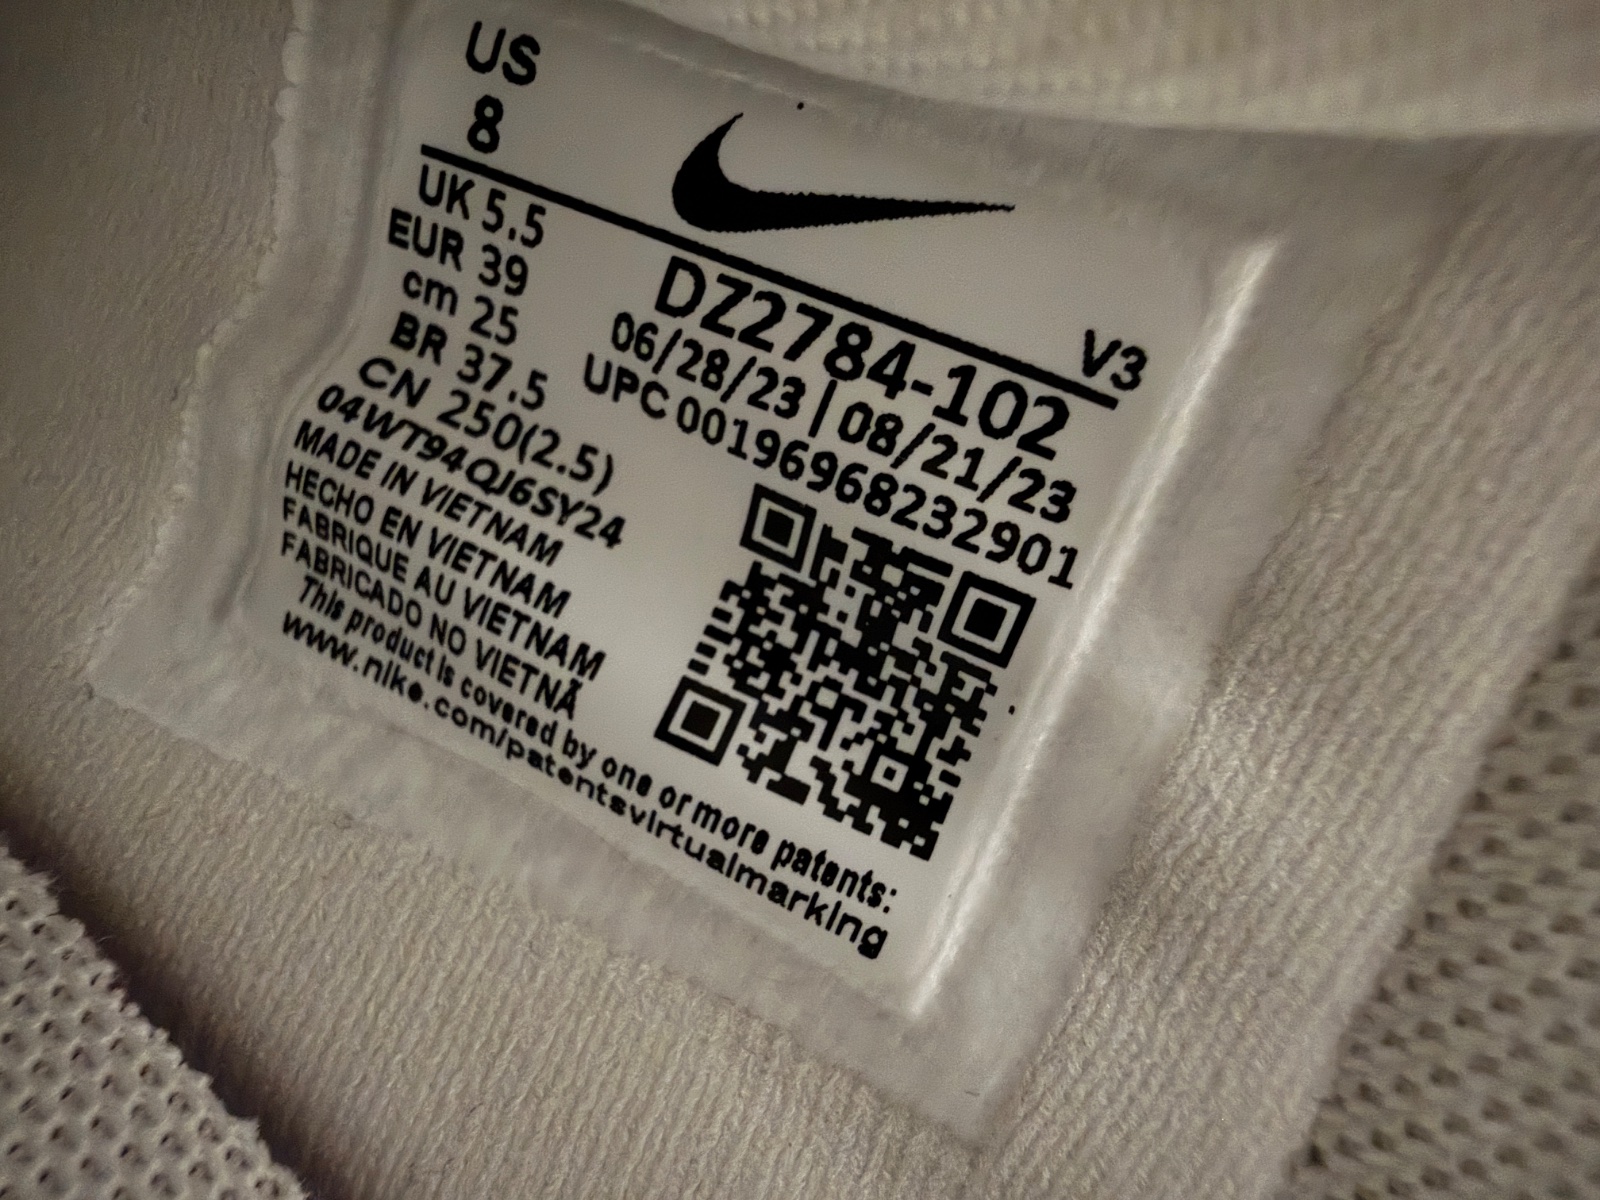 US
8
UK 5.5
EUR 39
cm 25
BR 37.5
CN 250(2.5)
04WT94QJ6SY24
MADE IN VIETNAM
HECHO EN VIETNAM
FABRIQUE AU VIETNAM
FABRICADO NO VIETNÃ
This product is covered by one or more patents:
www.nike.com/patentsvirtualmarking
V3
DZ2784-102
06/28/23 | 08/21/23
UPC 00196968232901